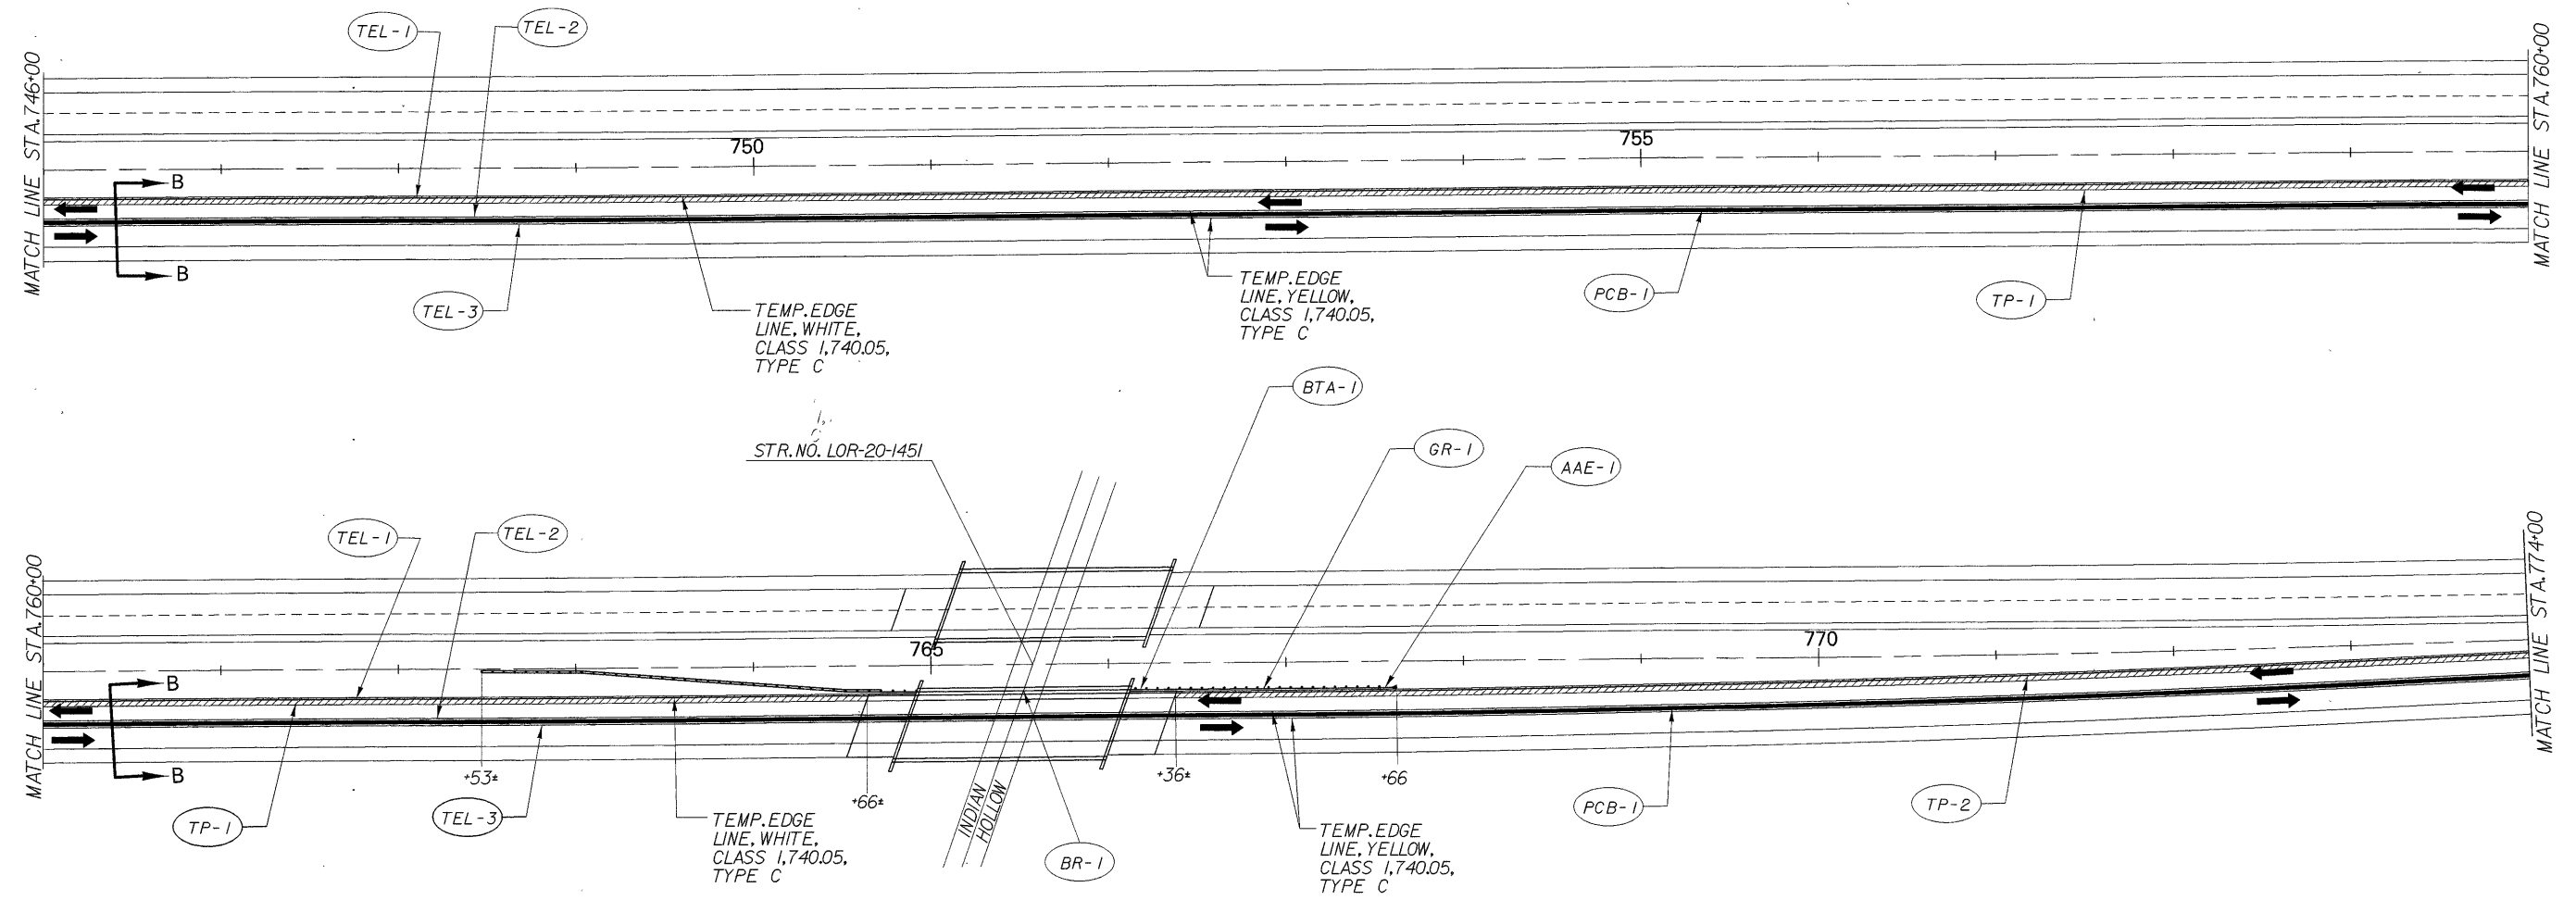 TEL-1
TEL-2
MATCH LINE STA.746+00
MATCH LINE STA.760+00
750
755
B
B
TEL-3
TEMP.EDGE
LINE,WHITE,
CLASS 1,740.05,
TYPE C
TEMP.EDGE
LINE,YELLOW,
CLASS 1,740.05,
TYPE C
PCB-1
TP-1
BTA-1
STR.NO. LOR-20-1451
GR-1
AAE-1
TEL-1
TEL-2
MATCH LINE STA.760+00
MATCH LINE STA.774+00
765
770
B
B
+53±
+66±
+36±
+66
TP-1
TEL-3
TEMP.EDGE
LINE,WHITE,
CLASS 1,740.05,
TYPE C
INDIAN
HOLLOW
BR-1
TEMP.EDGE
LINE,YELLOW,
CLASS 1,740.05,
TYPE C
PCB-1
TP-2